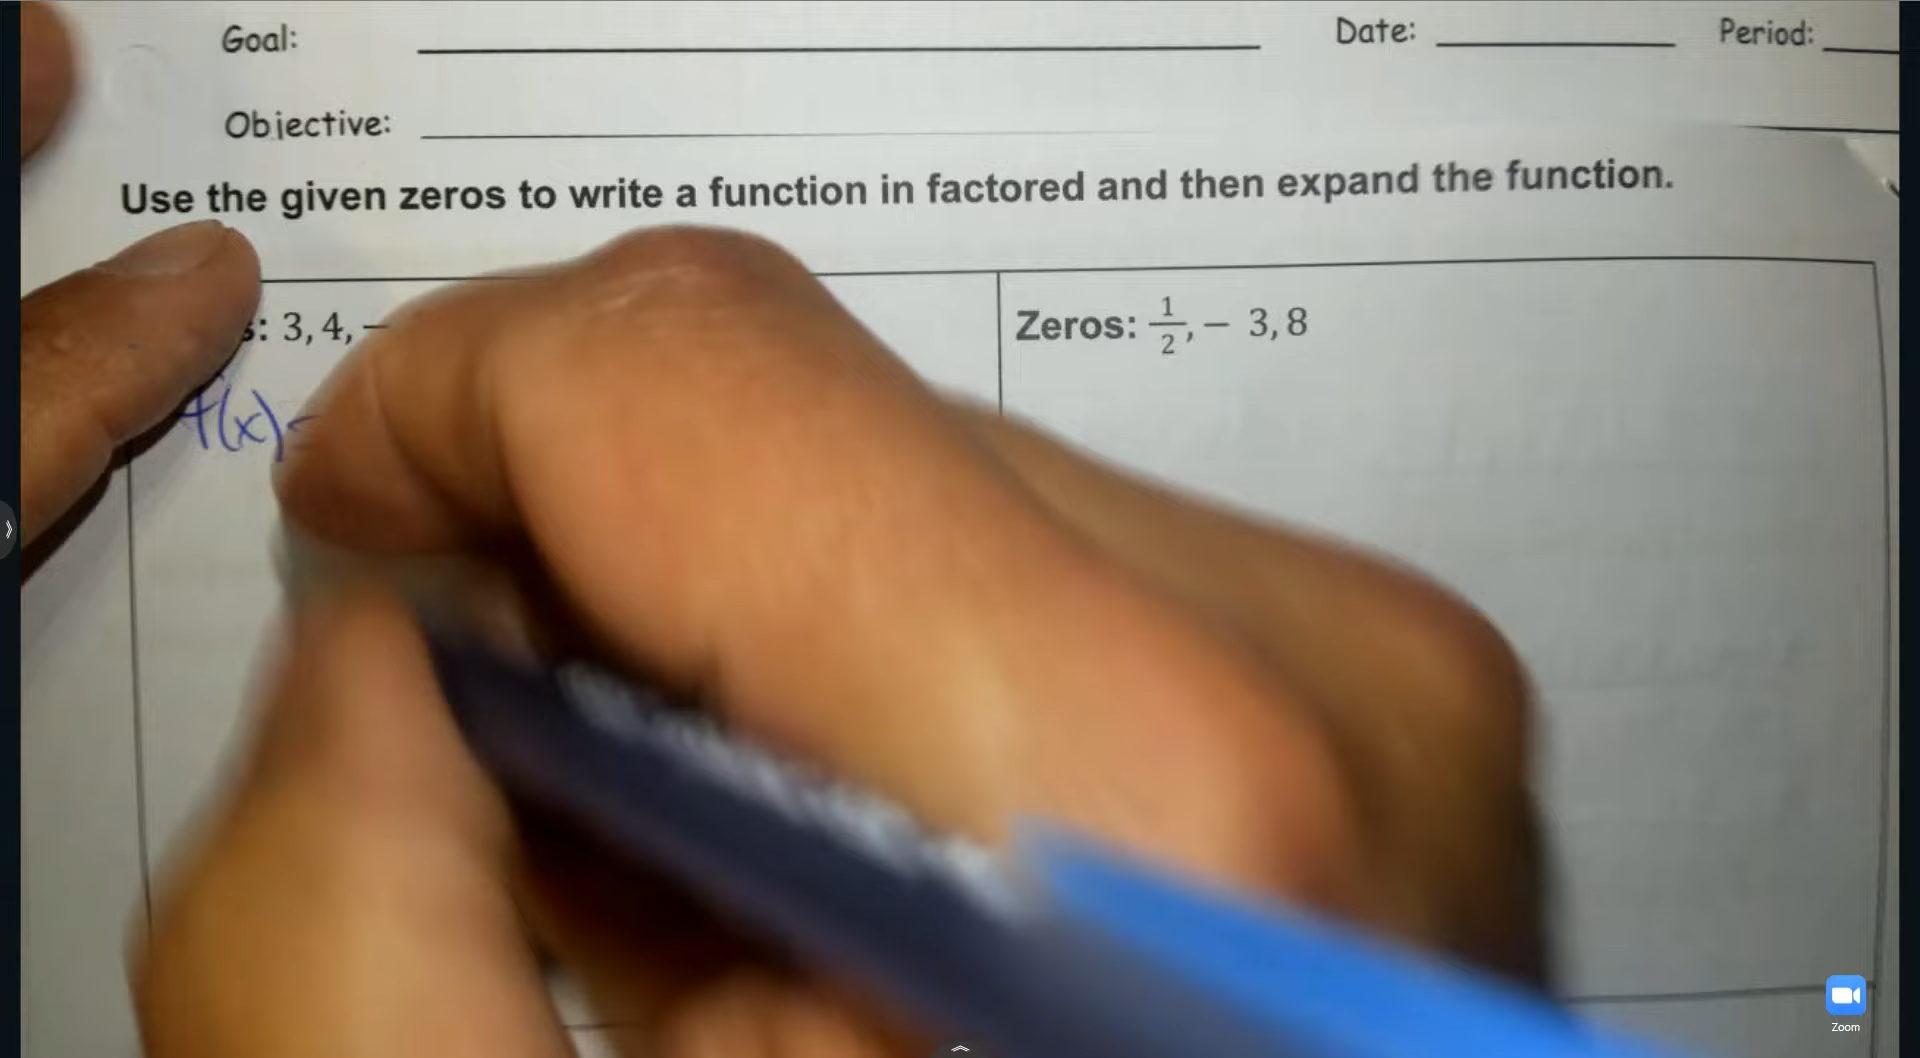 Goal:
Date:
Period:
Objective:
Use the given zeros to write a function in factored and then expand the function.
s: 3, 4, −
Zeros: 1/2, − 3, 8
f(x)=
Zoom